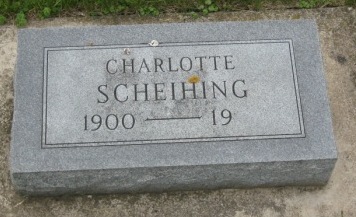 CHARLOTTE
SCHEIHING
1900 — 19